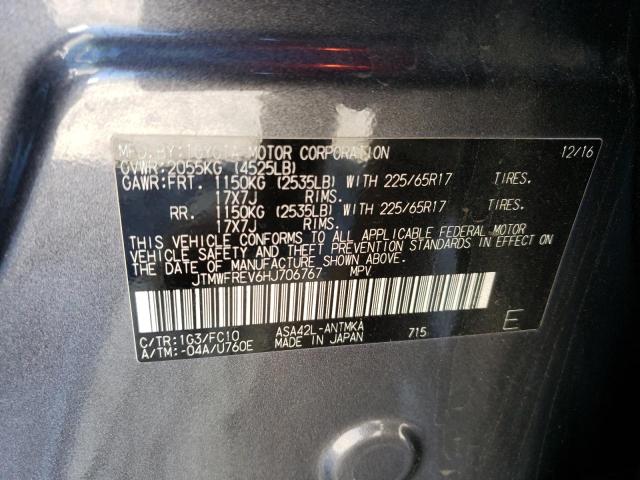 MFD. BY: TOYOTA MOTOR CORPORATION 12/16
GVWR: 2055KG (4525LB)
GAWR: FRT. 1150KG (2535LB) WITH 225/65R17 TIRES.
17X7J RIMS.
RR. 1150KG (2535LB) WITH 225/65R17 TIRES.
17X7J RIMS.
THIS VEHICLE CONFORMS TO ALL APPLICABLE FEDERAL MOTOR
VEHICLE SAFETY AND THEFT PREVENTION STANDARDS IN EFFECT ON
THE DATE OF MANUFACTURE SHOWN ABOVE.
JTMWFREV6HJ706767 MPV
C/TR: 1G3/FC10 ASA42L-ANTMKA 715 E
A/TM: -04A/U760E MADE IN JAPAN